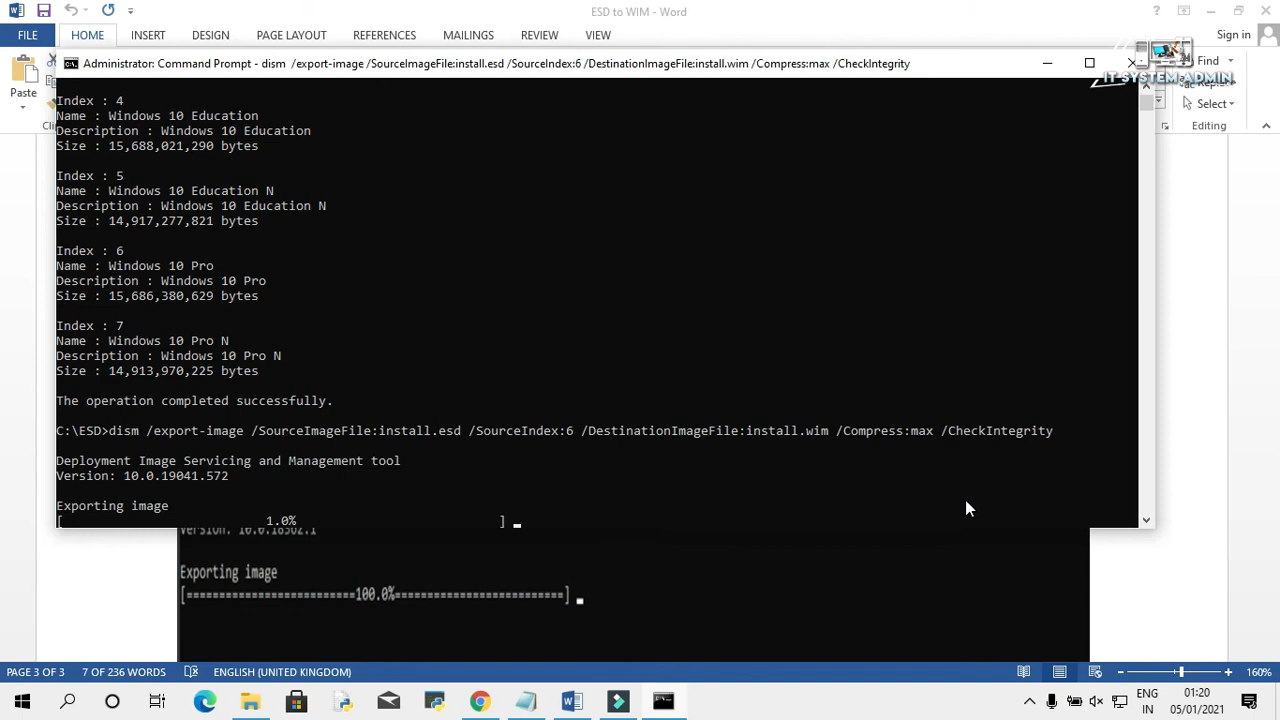 ESD to WIM - Word
FILE HOME INSERT DESIGN PAGE LAYOUT REFERENCES MAILINGS REVIEW VIEW Sign in
Administrator: Command Prompt - dism /export-image /SourceImageFile:install.esd /SourceIndex:6 /DestinationImageFile:install.wim /Compress:max /CheckIntegrity
Find
Paste
IT SYSTEM ADMIN
Select
Editing
Index : 4
Name : Windows 10 Education
Description : Windows 10 Education
Size : 15,688,021,290 bytes
Index : 5
Name : Windows 10 Education N
Description : Windows 10 Education N
Size : 14,917,277,821 bytes
Index : 6
Name : Windows 10 Pro
Description : Windows 10 Pro
Size : 15,686,380,629 bytes
Index : 7
Name : Windows 10 Pro N
Description : Windows 10 Pro N
Size : 14,913,970,225 bytes
The operation completed successfully.
C:\ESD>dism /export-image /SourceImageFile:install.esd /SourceIndex:6 /DestinationImageFile:install.wim /Compress:max /CheckIntegrity
Deployment Image Servicing and Management tool
Version: 10.0.19041.572
Exporting image
[ 1.0% ]
Version: 10.0.18362.1
Exporting image
[==========================100.0%==========================]
PAGE 3 OF 3 7 OF 236 WORDS ENGLISH (UNITED KINGDOM) 160%
ENG 01:20
IN 05/01/2021